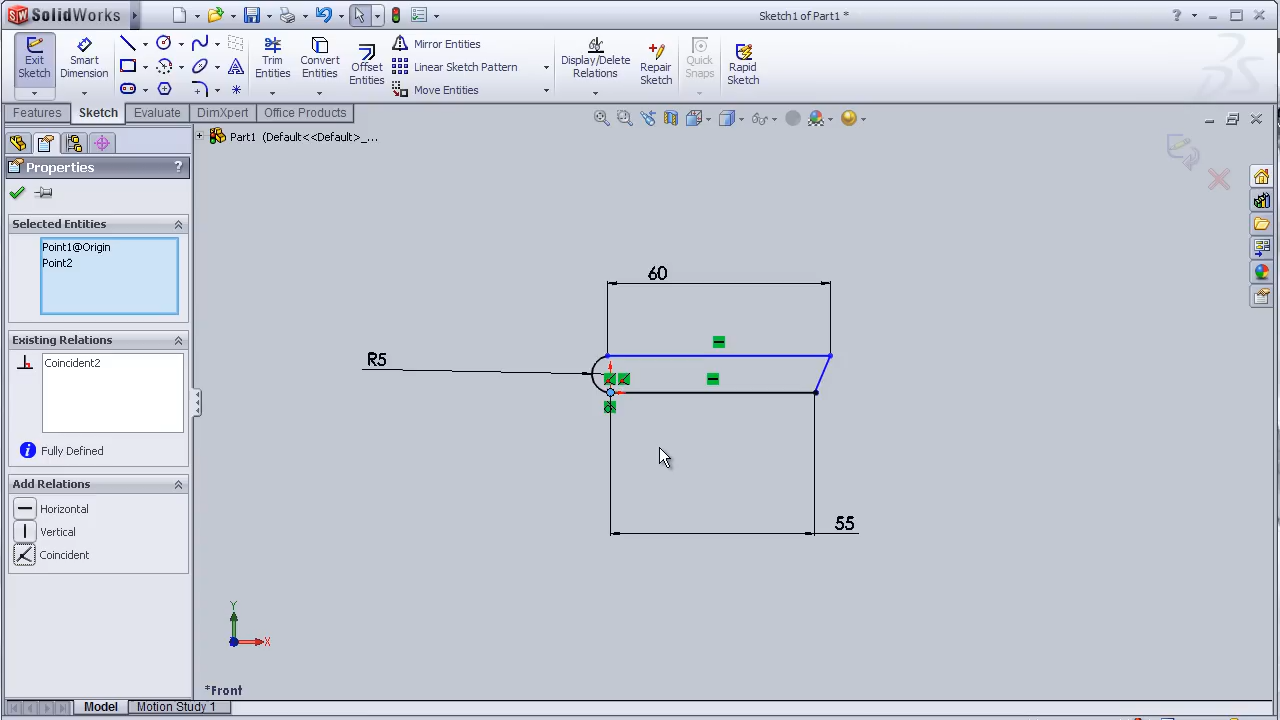 SolidWorks
Sketch1 of Part1 *
Exit Sketch
Smart Dimension
Trim Entities
Convert Entities
Offset Entities
Mirror Entities
Linear Sketch Pattern
Move Entities
Display/Delete Relations
Repair Sketch
Quick Snaps
Rapid Sketch
Features
Sketch
Evaluate
DimXpert
Office Products
Part1 (Default<<Default>_...
Properties
?
Selected Entities
Point1@Origin
Point2
Existing Relations
Coincident2
Fully Defined
Add Relations
Horizontal
Vertical
Coincident
60
R5
55
Y
X
*Front
Model
Motion Study 1